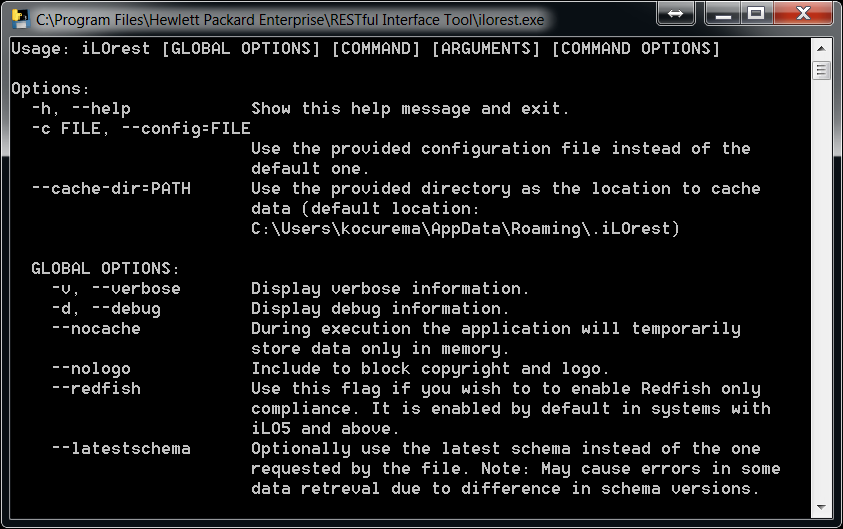 C:\Program Files\Hewlett Packard Enterprise\RESTful Interface Tool\ilorest.exe
Usage: iLOrest [GLOBAL OPTIONS] [COMMAND] [ARGUMENTS] [COMMAND OPTIONS]
Options:
-h, --help Show this help message and exit.
-c FILE, --config=FILE
Use the provided configuration file instead of the
default one.
--cache-dir=PATH Use the provided directory as the location to cache
data (default location:
C:\Users\kocurema\AppData\Roaming\.iLOrest)
GLOBAL OPTIONS:
-v, --verbose Display verbose information.
-d, --debug Display debug information.
--nocache During execution the application will temporarily
store data only in memory.
--nologo Include to block copyright and logo.
--redfish Use this flag if you wish to to enable Redfish only
compliance. It is enabled by default in systems with
iLO5 and above.
--latestschema Optionally use the latest schema instead of the one
requested by the file. Note: May cause errors in some
data retreval due to difference in schema versions.